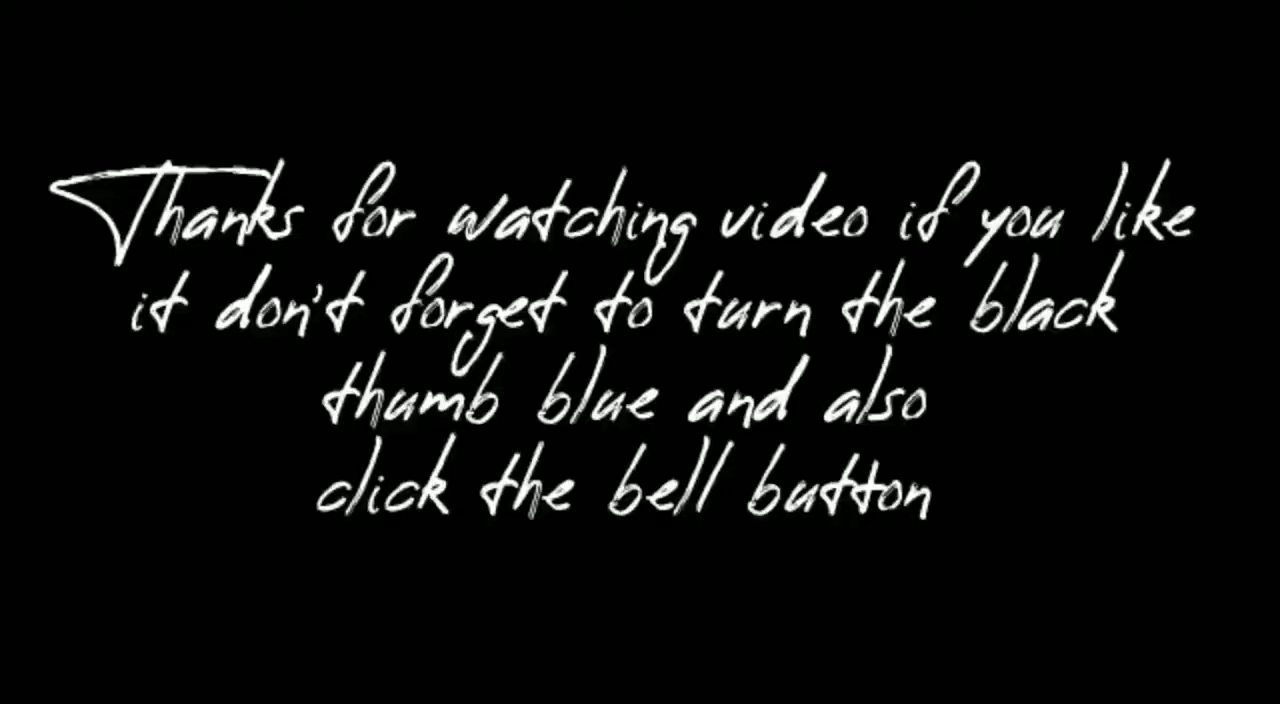 Thanks for watching video if you like
it don't forget to turn the black
thumb blue and also
click the bell button